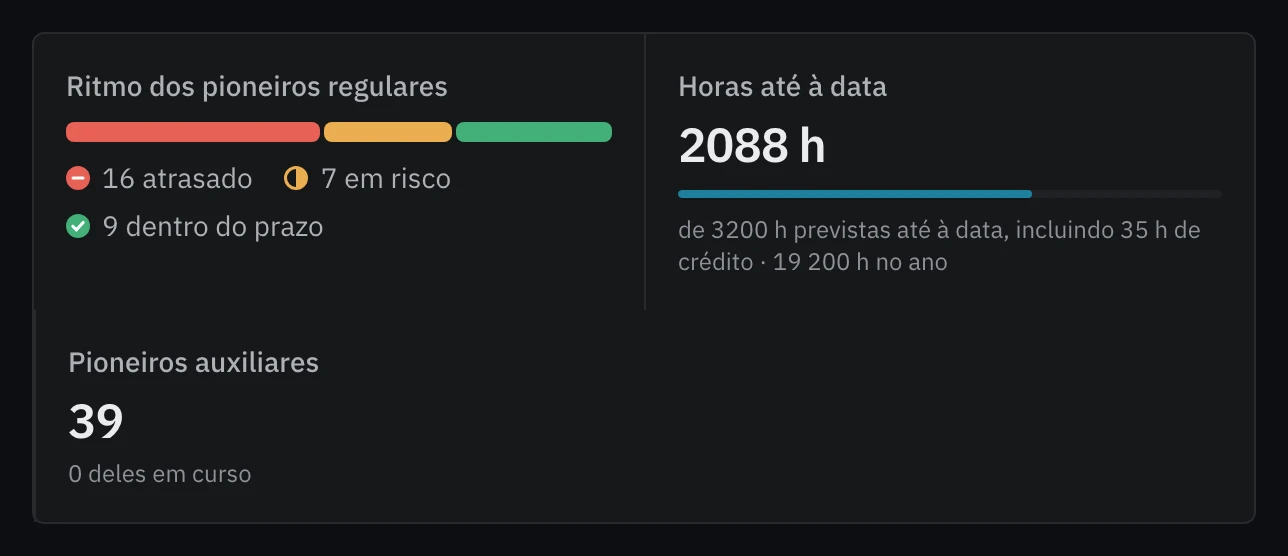 Ritmo dos pioneiros regulares
16 atrasado
7 em risco
9 dentro do prazo
Horas até à data
2088 h
de 3200 h previstas até à data, incluindo 35 h de
crédito · 19 200 h no ano
Pioneiros auxiliares
39
0 deles em curso